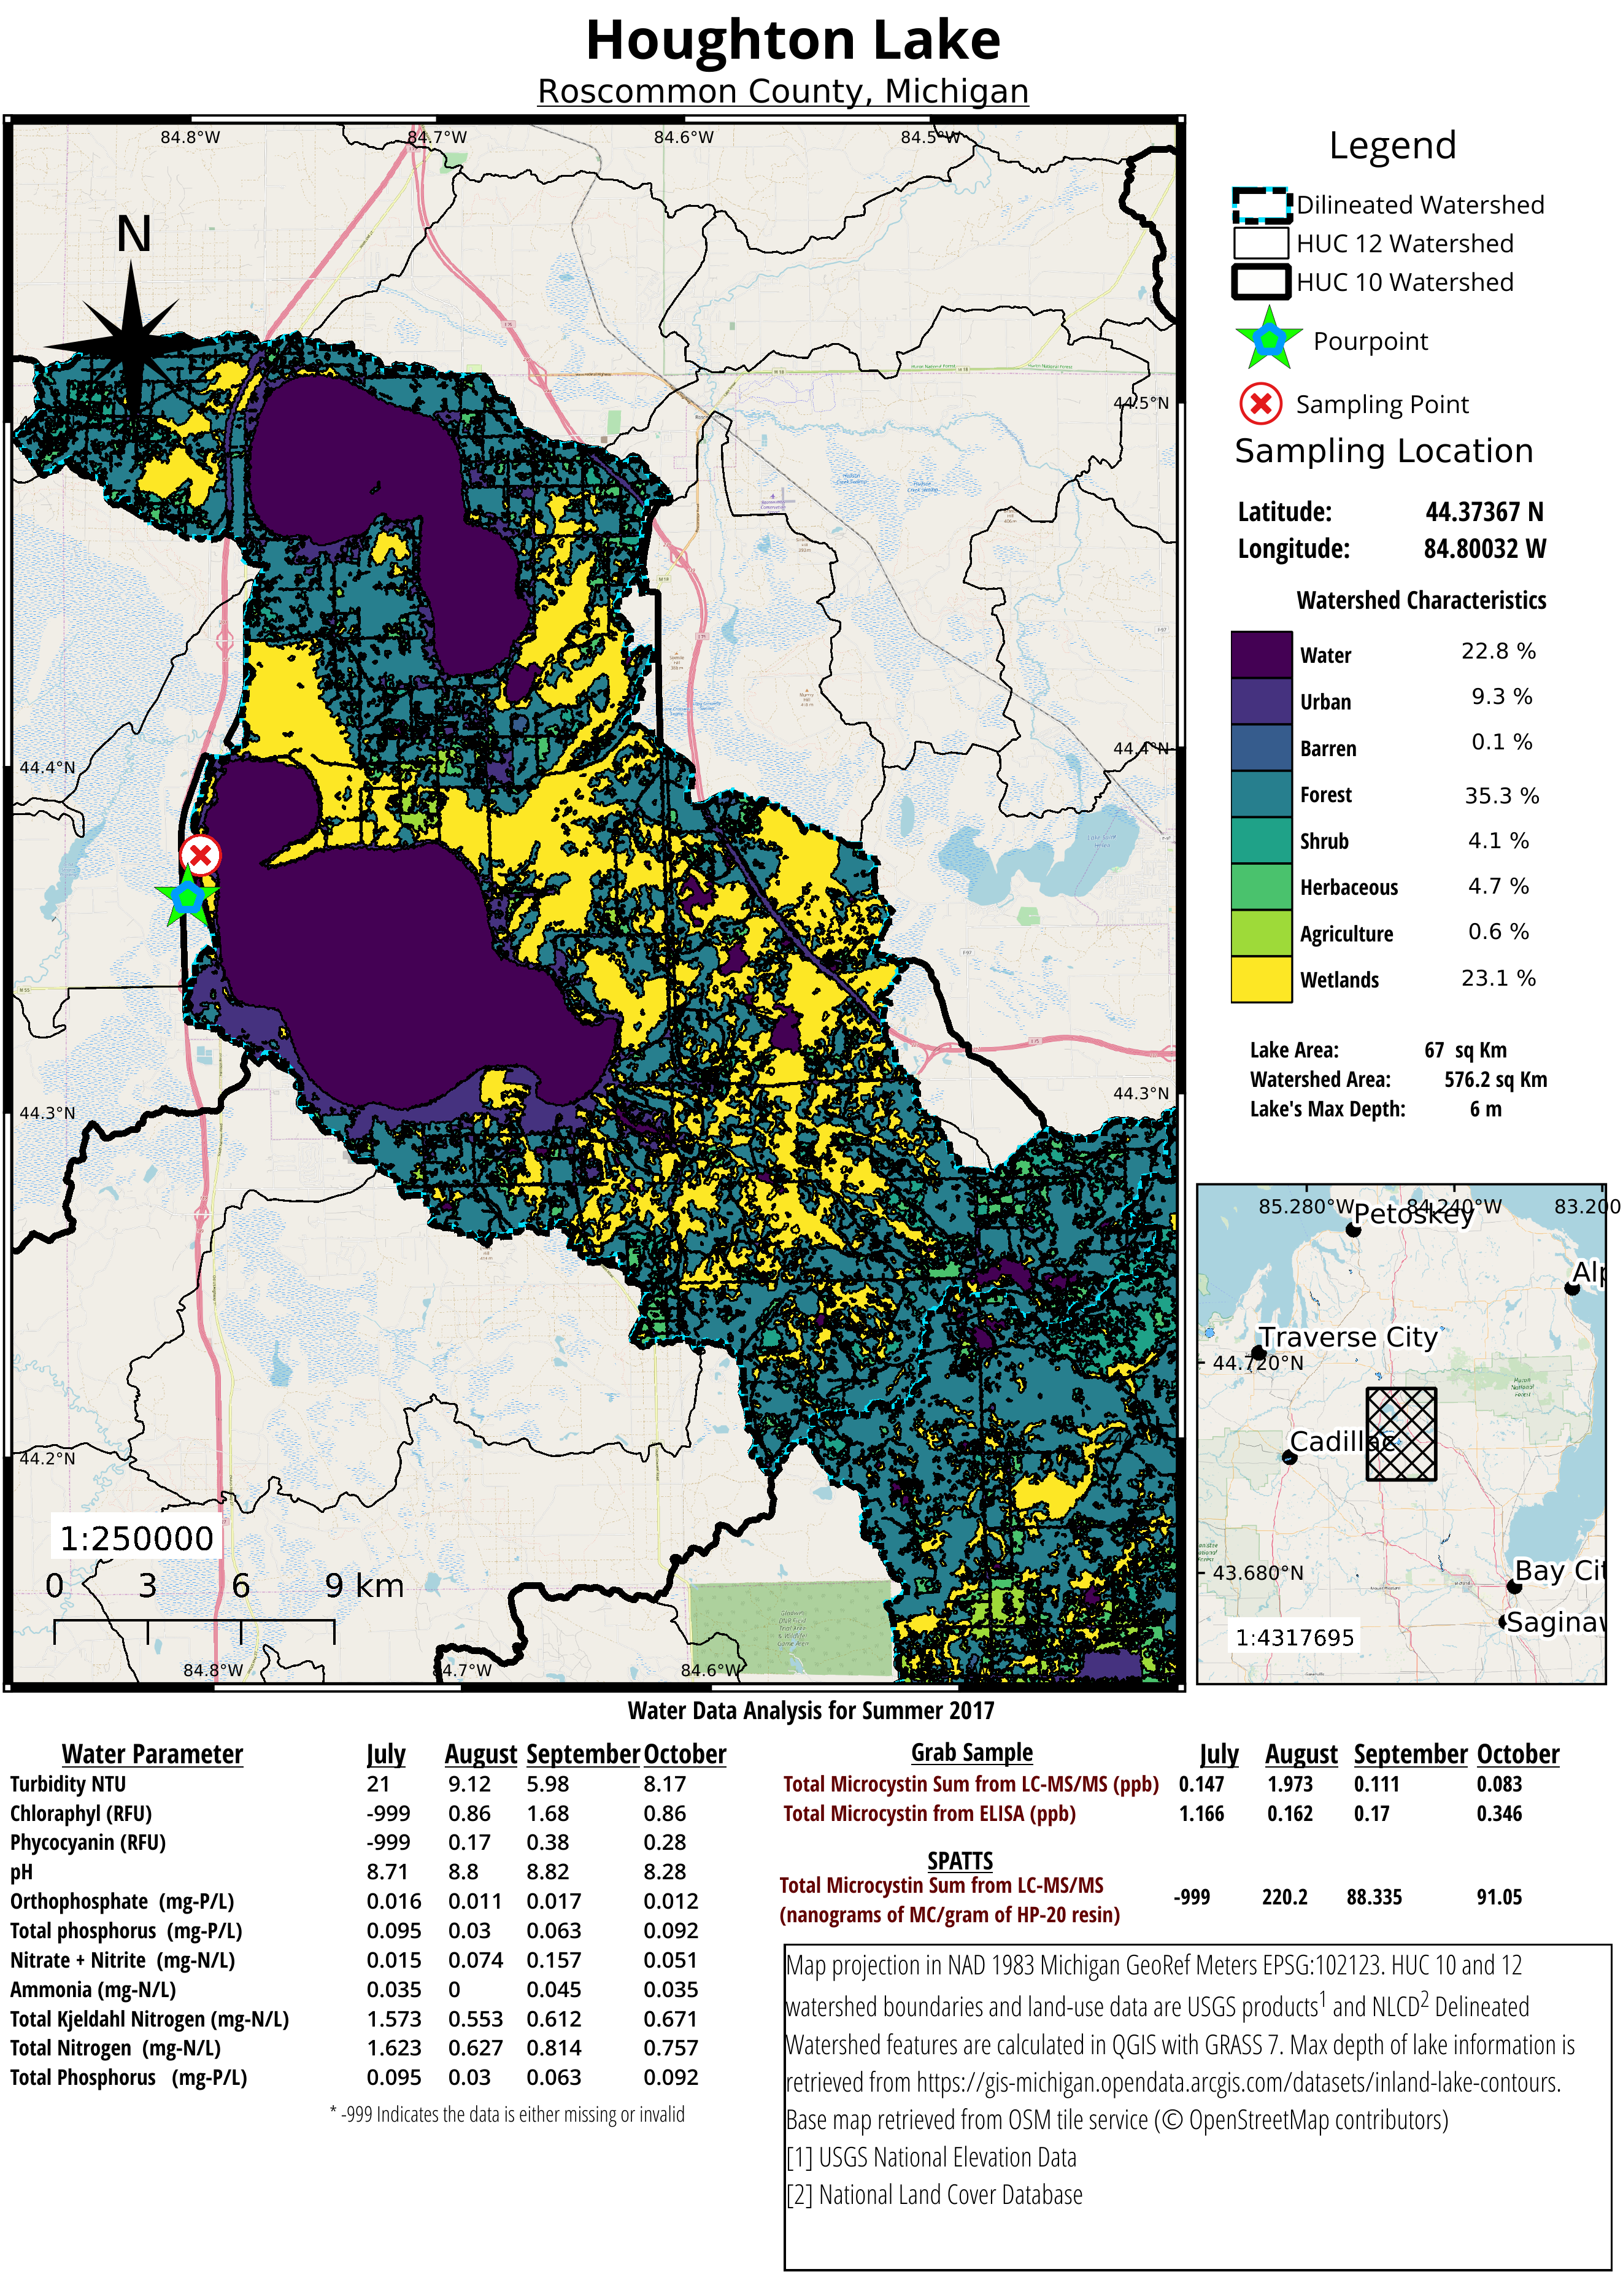 Houghton Lake
Roscommon County, Michigan
84.8°W 84.7°W 84.6°W 84.5°W
N
44.5°N
44.4°N 44.4°N
44.3°N 44.3°N
44.2°N
1:250000
0 3 6 9 km
84.8°W 84.7°W 84.6°W
Legend
Dilineated Watershed
HUC 12 Watershed
HUC 10 Watershed
Pourpoint
Sampling Point
Sampling Location
Latitude: 44.37367 N
Longitude: 84.80032 W
Watershed Characteristics
Water 22.8 %
Urban 9.3 %
Barren 0.1 %
Forest 35.3 %
Shrub 4.1 %
Herbaceous 4.7 %
Agriculture 0.6 %
Wetlands 23.1 %
Lake Area: 67 sq Km
Watershed Area: 576.2 sq Km
Lake's Max Depth: 6 m
85.280°W 84.240°W 83.200
Petoskey
Alp
Traverse City
44.720°N
Cadillac
43.680°N
Bay Cit
Saginaw
1:4317695
Water Data Analysis for Summer 2017
Water Parameter July August September October
Turbidity NTU 21 9.12 5.98 8.17
Chloraphyl (RFU) -999 0.86 1.68 0.86
Phycocyanin (RFU) -999 0.17 0.38 0.28
pH 8.71 8.8 8.82 8.28
Orthophosphate (mg-P/L) 0.016 0.011 0.017 0.012
Total phosphorus (mg-P/L) 0.095 0.03 0.063 0.092
Nitrate + Nitrite (mg-N/L) 0.015 0.074 0.157 0.051
Ammonia (mg-N/L) 0.035 0 0.045 0.035
Total Kjeldahl Nitrogen (mg-N/L) 1.573 0.553 0.612 0.671
Total Nitrogen (mg-N/L) 1.623 0.627 0.814 0.757
Total Phosphorus (mg-P/L) 0.095 0.03 0.063 0.092
* -999 Indicates the data is either missing or invalid
Grab Sample July August September October
Total Microcystin Sum from LC-MS/MS (ppb) 0.147 1.973 0.111 0.083
Total Microcystin from ELISA (ppb) 1.166 0.162 0.17 0.346
SPATTS
Total Microcystin Sum from LC-MS/MS
(nanograms of MC/gram of HP-20 resin) -999 220.2 88.335 91.05
Map projection in NAD 1983 Michigan GeoRef Meters EPSG:102123. HUC 10 and 12
watershed boundaries and land-use data are USGS products1 and NLCD2 Delineated
Watershed features are calculated in QGIS with GRASS 7. Max depth of lake information is
retrieved from https://gis-michigan.opendata.arcgis.com/datasets/inland-lake-contours.
Base map retrieved from OSM tile service (© OpenStreetMap contributors)
[1] USGS National Elevation Data
[2] National Land Cover Database